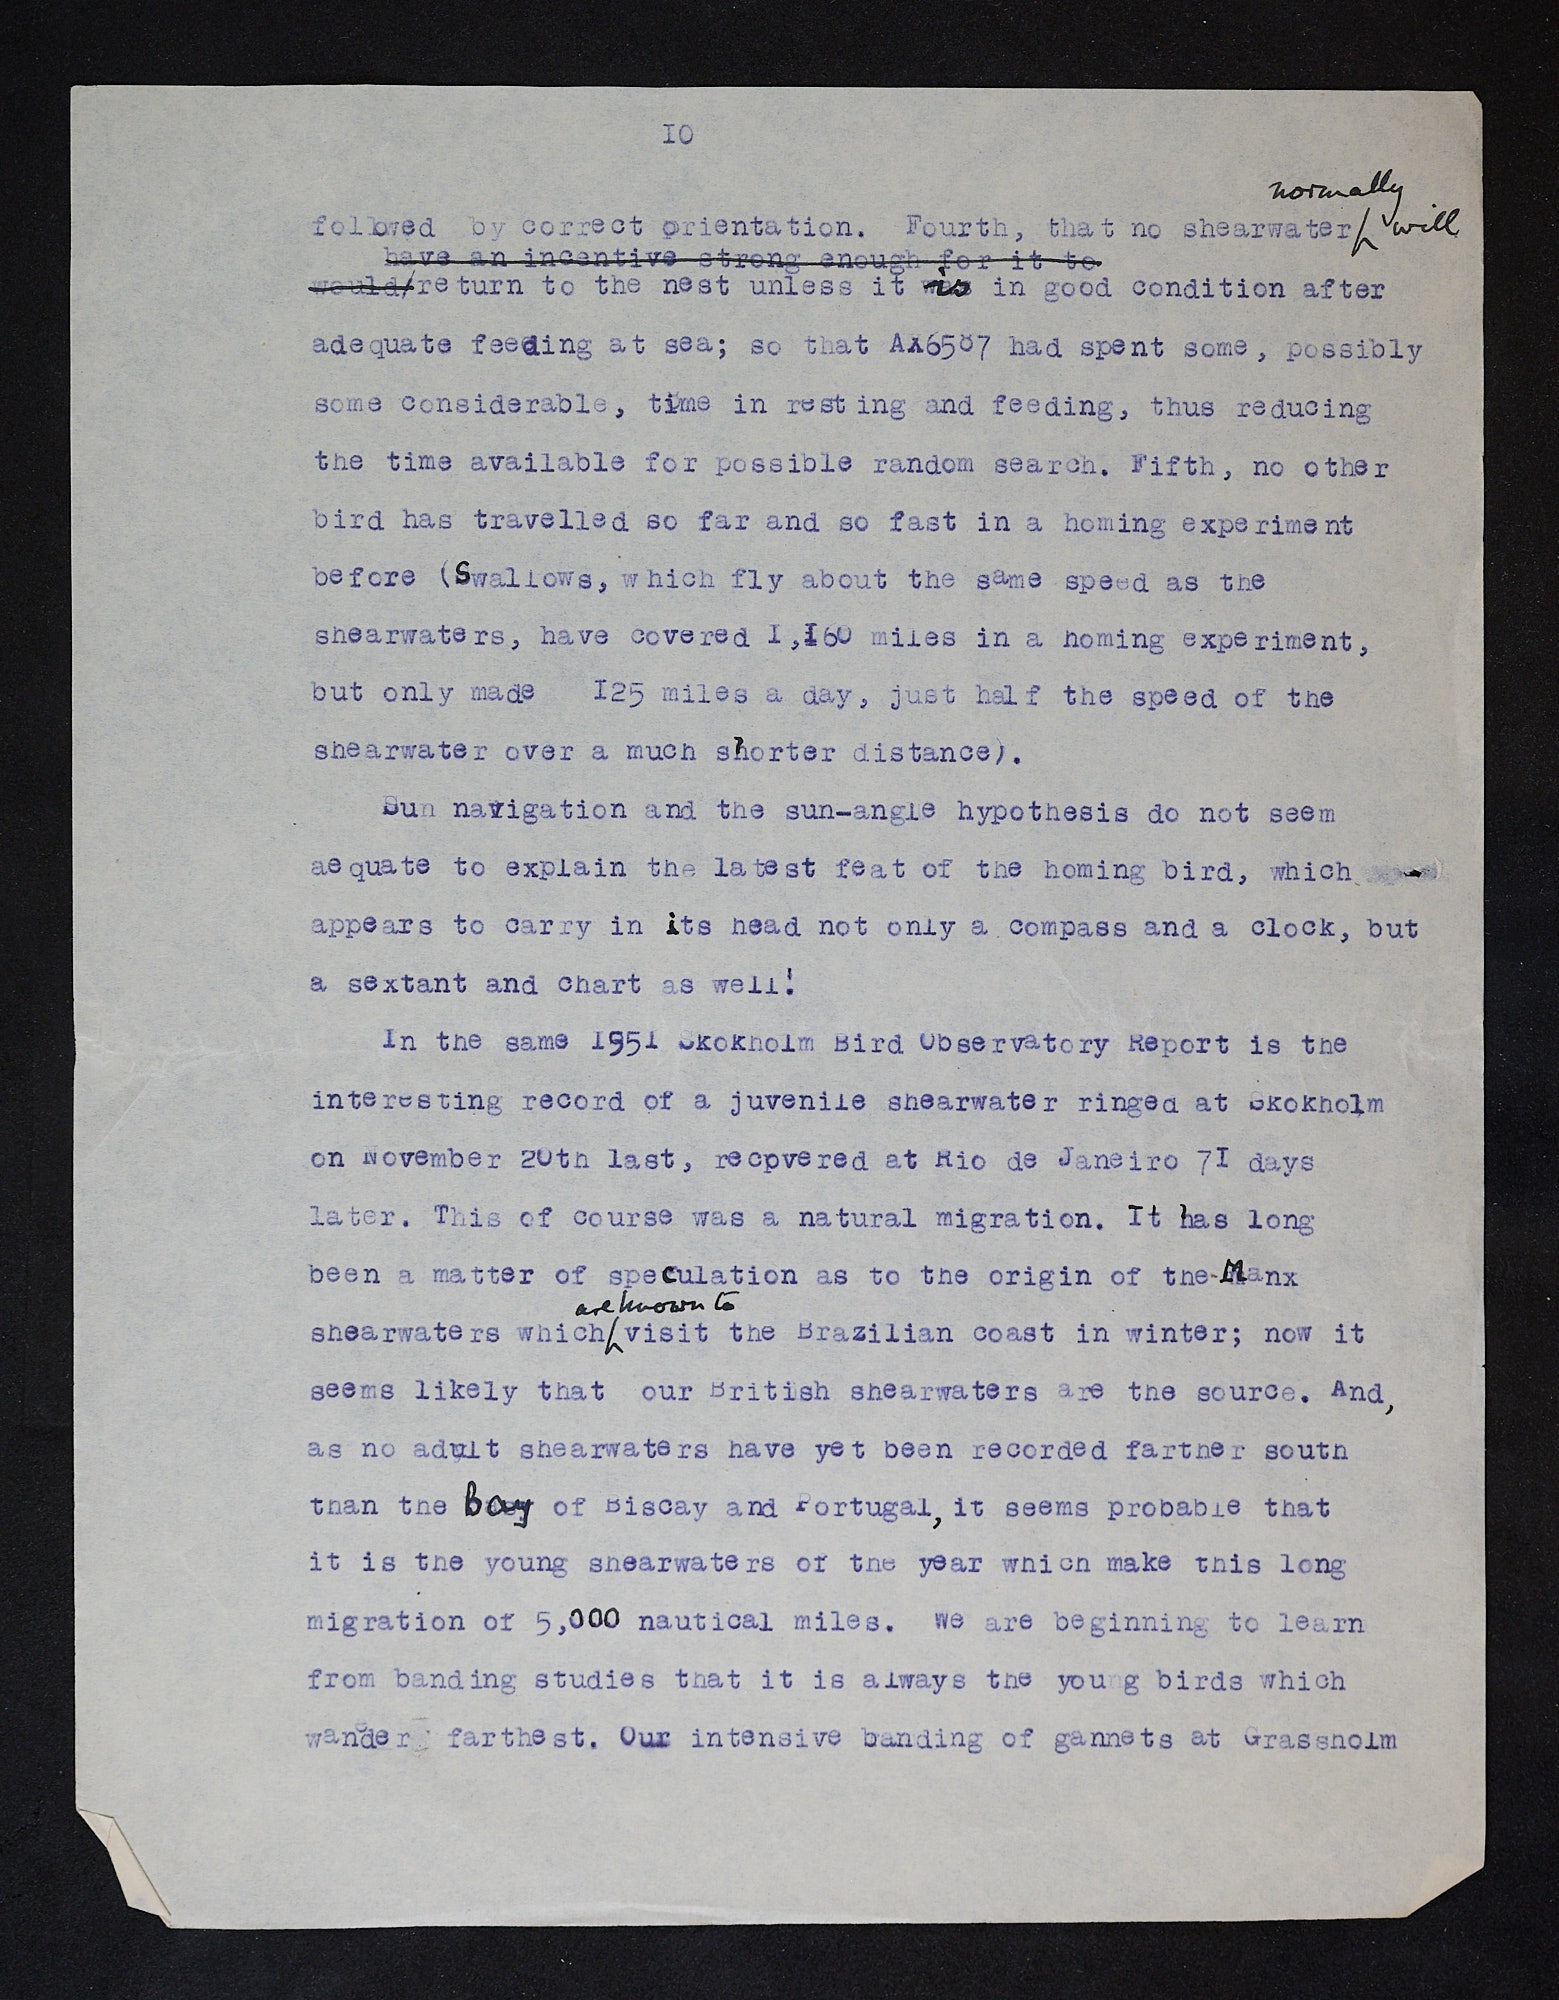 10
normally
followed by correct orientation. Fourth, that no shearwater will
have an incentive strong enough for it to
would/return to the nest unless it is in good condition after
adequate feeding at sea; so that AX6587 had spent some, possibly
some considerable, time in resting and feeding, thus reducing
the time available for possible random search. Fifth, no other
bird has travelled so far and so fast in a homing experiment
before (Swallows, which fly about the same speed as the
shearwaters, have covered 1,160 miles in a homing experiment,
but only made 125 miles a day, just half the speed of the
shearwater over a much shorter distance).
Sun navigation and the sun-angle hypothesis do not seem
aequate to explain the latest feat of the homing bird, which
appears to carry in its head not only a compass and a clock, but
a sextant and chart as well!
In the same 1951 Skokholm Bird Observatory Report is the
interesting record of a juvenile shearwater ringed at Skokholm
on November 20th last, recpvered at Rio de Janeiro 71 days
later. This of course was a natural migration. It has long
been a matter of speculation as to the origin of the Manx
are known to
shearwaters which visit the Brazilian coast in winter; now it
seems likely that our British shearwaters are the source. And,
as no adult shearwaters have yet been recorded farther south
than the Bay of Biscay and Portugal, it seems probable that
it is the young shearwaters of the year which make this long
migration of 5,000 nautical miles. We are beginning to learn
from banding studies that it is always the young birds which
wander farthest. Our intensive banding of gannets at Grassholm